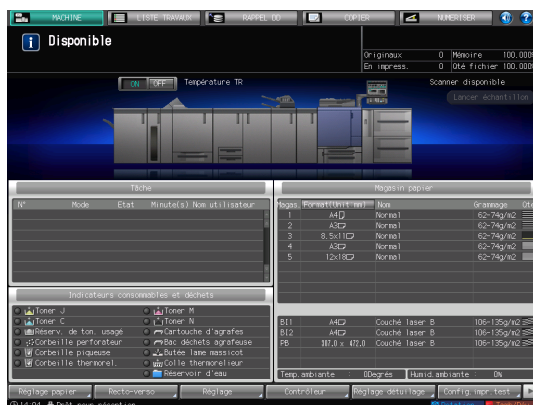 MACHINE LISTE TRAVAUX RAPPEL DD COPIER NUMERISER
Disponible
Originaux 0 Mémoire 100.000%
En impress. 0 Qté fichier 100.000%
ON OFF Température TR Scanner disponible
Lancer échantillon
Tâche
N° Mode Etat Minute(s) Nom utilisateur
Magasin papier
Magas. Format(Unit:mm) Nom Grammage Qté
1 A4 Normal 62-74g/m2
2 A3 Normal 62-74g/m2
3 8.5x11 Normal 62-74g/m2
4 A3 Normal 62-74g/m2
5 12x18 Normal 62-74g/m2
BI1 A4 Couché laser B 106-135g/m2
BI2 A4 Couché laser B 106-135g/m2
PB 387.0 x 472.0 Couché laser B 106-135g/m2
Indicateurs consommables et déchets
Toner J Toner M
Toner C Toner N
Réserv. de ton. usagé Cartouche d'agrafes
Corbeille perforateur Bac déchets agrafeuse
Corbeille piqueuse Butée lame massicot
Corbeille thermorel. Colle thermorelieur
Réservoir d'eau
Temp.ambiante : 0Degrés Humid.ambiante : 0%
Réglage papier Recto-verso Réglage Contrôleur Réglage détuilage Config.impr.test